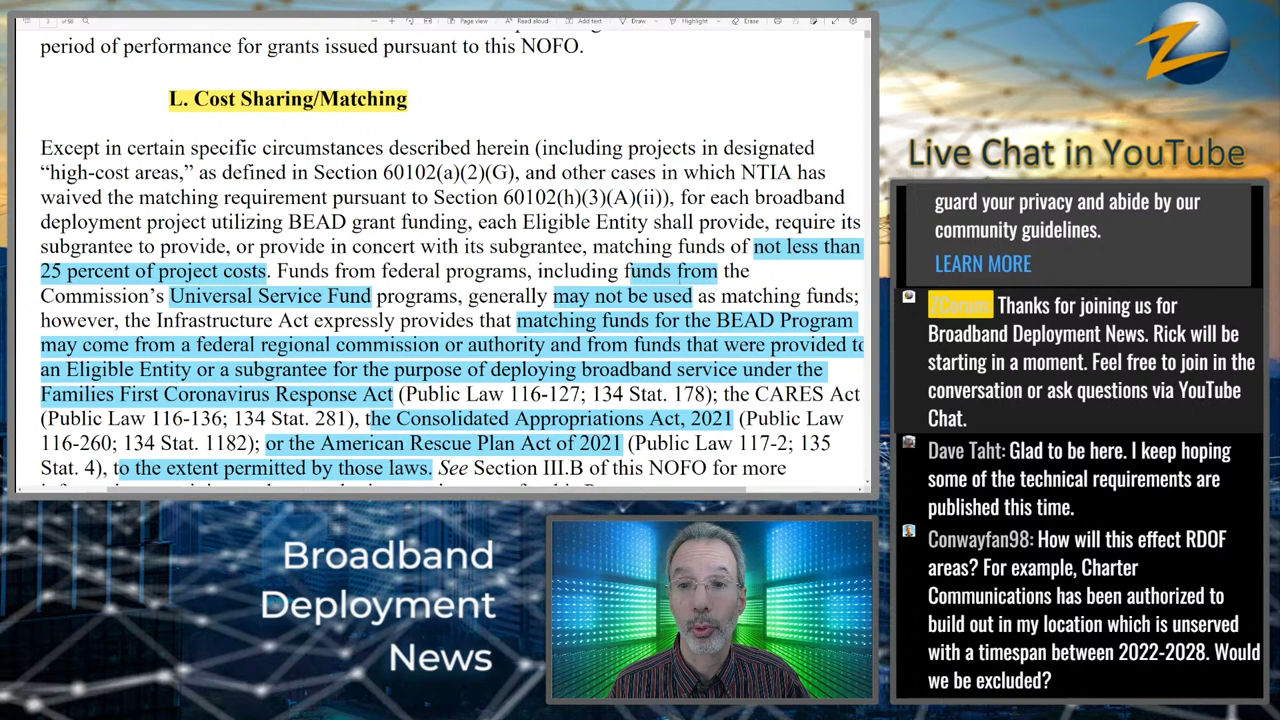 Page view
Read aloud
Add text
Draw
Highlight
Erase
period of performance for grants issued pursuant to this NOFO.
L. Cost Sharing/Matching
Except in certain specific circumstances described herein (including projects in designated
“high-cost areas,” as defined in Section 60102(a)(2)(G), and other cases in which NTIA has
waived the matching requirement pursuant to Section 60102(h)(3)(A)(ii)), for each broadband
deployment project utilizing BEAD grant funding, each Eligible Entity shall provide, require its
subgrantee to provide, or provide in concert with its subgrantee, matching funds of not less than
25 percent of project costs. Funds from federal programs, including funds from the
Commission’s Universal Service Fund programs, generally may not be used as matching funds;
however, the Infrastructure Act expressly provides that matching funds for the BEAD Program
may come from a federal regional commission or authority and from funds that were provided to
an Eligible Entity or a subgrantee for the purpose of deploying broadband service under the
Families First Coronavirus Response Act (Public Law 116-127; 134 Stat. 178); the CARES Act
(Public Law 116-136; 134 Stat. 281), the Consolidated Appropriations Act, 2021 (Public Law
116-260; 134 Stat. 1182); or the American Rescue Plan Act of 2021 (Public Law 117-2; 135
Stat. 4), to the extent permitted by those laws. See Section III.B of this NOFO for more
Broadband
Deployment
News
Z
Live Chat in YouTube
guard your privacy and abide by our
community guidelines.
LEARN MORE
ZCorum: Thanks for joining us for
Broadband Deployment News. Rick will be
starting in a moment. Feel free to join in the
conversation or ask questions via YouTube
Chat.
Dave Taht: Glad to be here. I keep hoping
some of the technical requirements are
published this time.
Conwayfan98: How will this effect RDOF
areas? For example, Charter
Communications has been authorized to
build out in my location which is unserved
with a timespan between 2022-2028. Would
we be excluded?